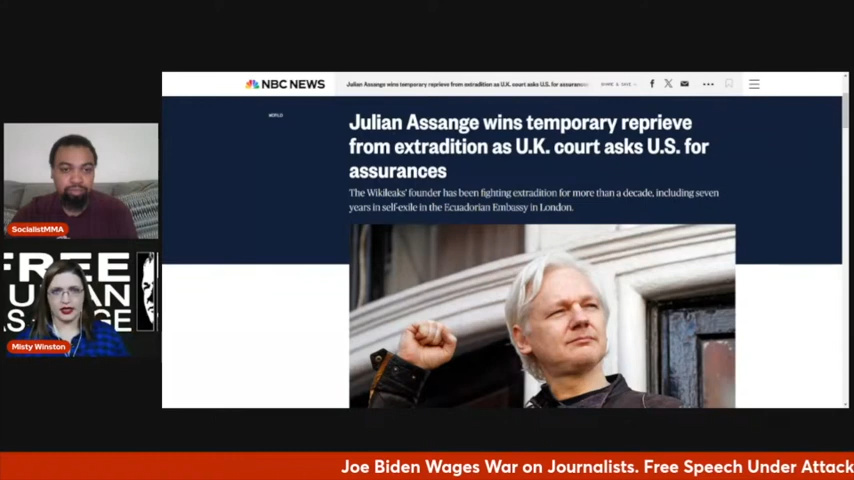 NBC NEWS
Julian Assange wins temporary reprieve from extradition as U.K. court asks U.S. for assurances
SHARE & SAVE
WORLD
Julian Assange wins temporary reprieve
from extradition as U.K. court asks U.S. for
assurances
The Wikileaks' founder has been fighting extradition for more than a decade, including seven
years in self-exile in the Ecuadorian Embassy in London.
SocialistMMA
FREE
ASSANGE
Misty Winston
Joe Biden Wages War on Journalists. Free Speech Under Attack